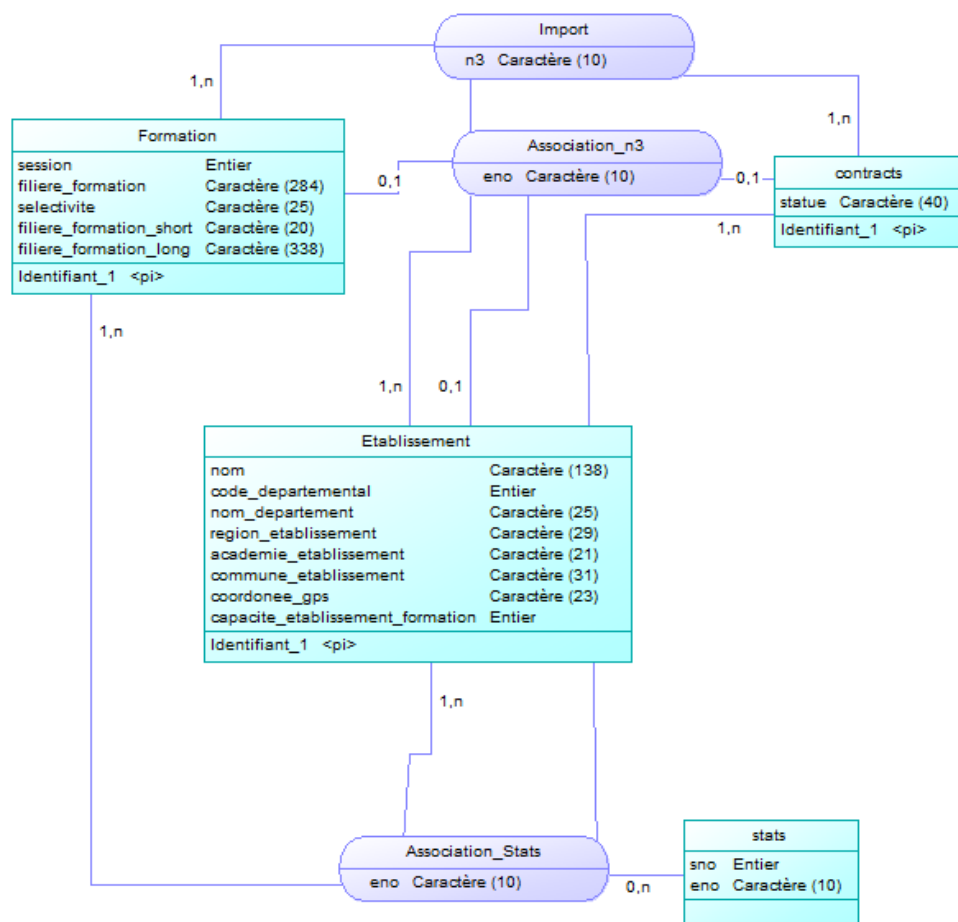 Import
n3 Caractère (10)
1,n
1,n
Formation
session Entier
filiere_formation Caractère (284)
selectivite Caractère (25)
filiere_formation_short Caractère (20)
filiere_formation_long Caractère (338)
Identifiant_1 <pi>
Association_n3
eno Caractère (10)
0,1
0,1
contracts
statue Caractère (40)
Identifiant_1 <pi>
1,n
1,n
1,n
0,1
Etablissement
nom Caractère (138)
code_departemental Entier
nom_departement Caractère (25)
region_etablissement Caractère (29)
academie_etablissement Caractère (21)
commune_etablissement Caractère (31)
coordonee_gps Caractère (23)
capacite_etablissement_formation Entier
Identifiant_1 <pi>
1,n
Association_Stats
eno Caractère (10)
0,n
stats
sno Entier
eno Caractère (10)